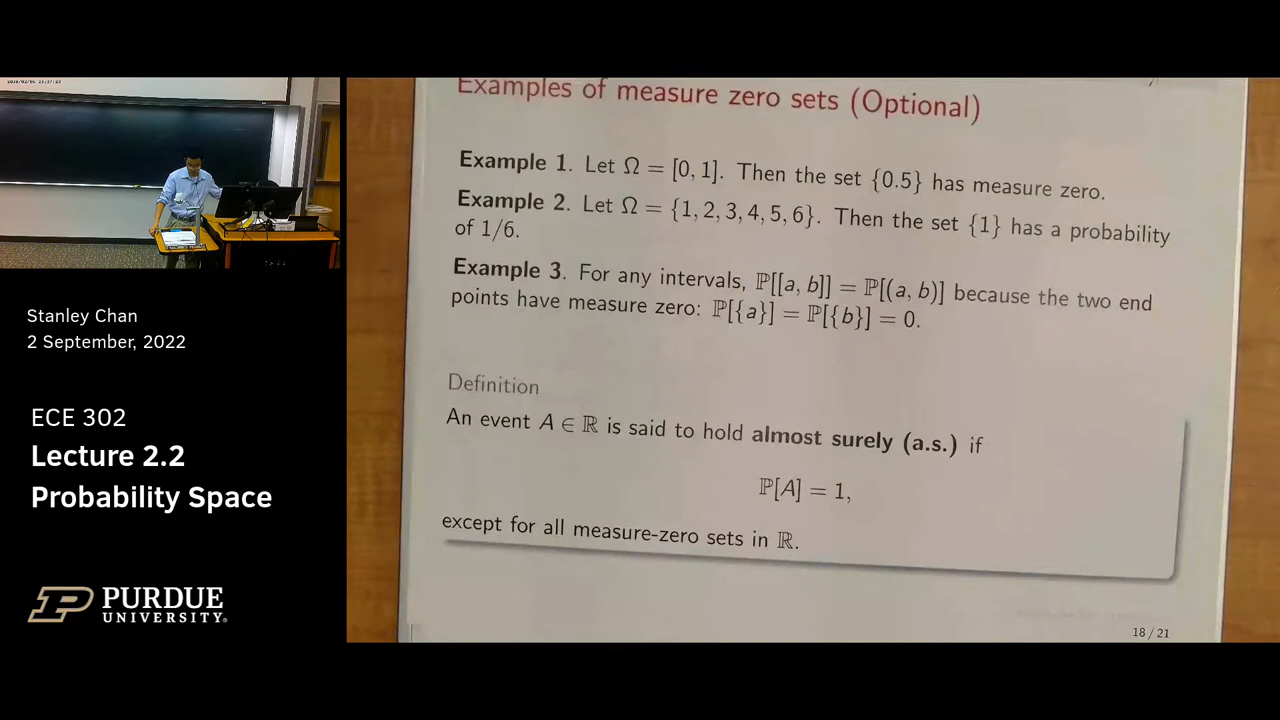 Examples of measure zero sets (Optional)
Example 1. Let Ω = [0, 1]. Then the set {0.5} has measure zero.
Example 2. Let Ω = {1, 2, 3, 4, 5, 6}. Then the set {1} has a probability
of 1/6.
Example 3. For any intervals, ℙ[[a, b]] = ℙ[(a, b)] because the two end
points have measure zero: ℙ[{a}] = ℙ[{b}] = 0.
Definition
An event A ∈ ℝ is said to hold almost surely (a.s.) if
ℙ[A] = 1,
except for all measure-zero sets in ℝ.
18 / 21
Stanley Chan
2 September, 2022
ECE 302
Lecture 2.2
Probability Space
PURDUE
UNIVERSITY®